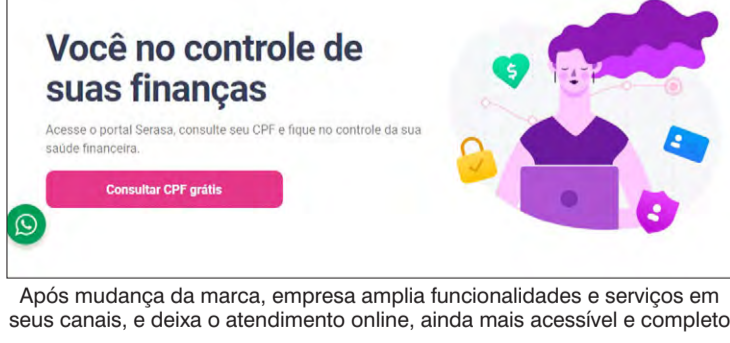 Você no controle de
suas finanças
Acesse o portal Serasa, consulte seu CPF e fique no controle da sua
saúde financeira.
Consultar CPF grátis
$
Após mudança da marca, empresa amplia funcionalidades e serviços em
seus canais, e deixa o atendimento online, ainda mais acessível e completo